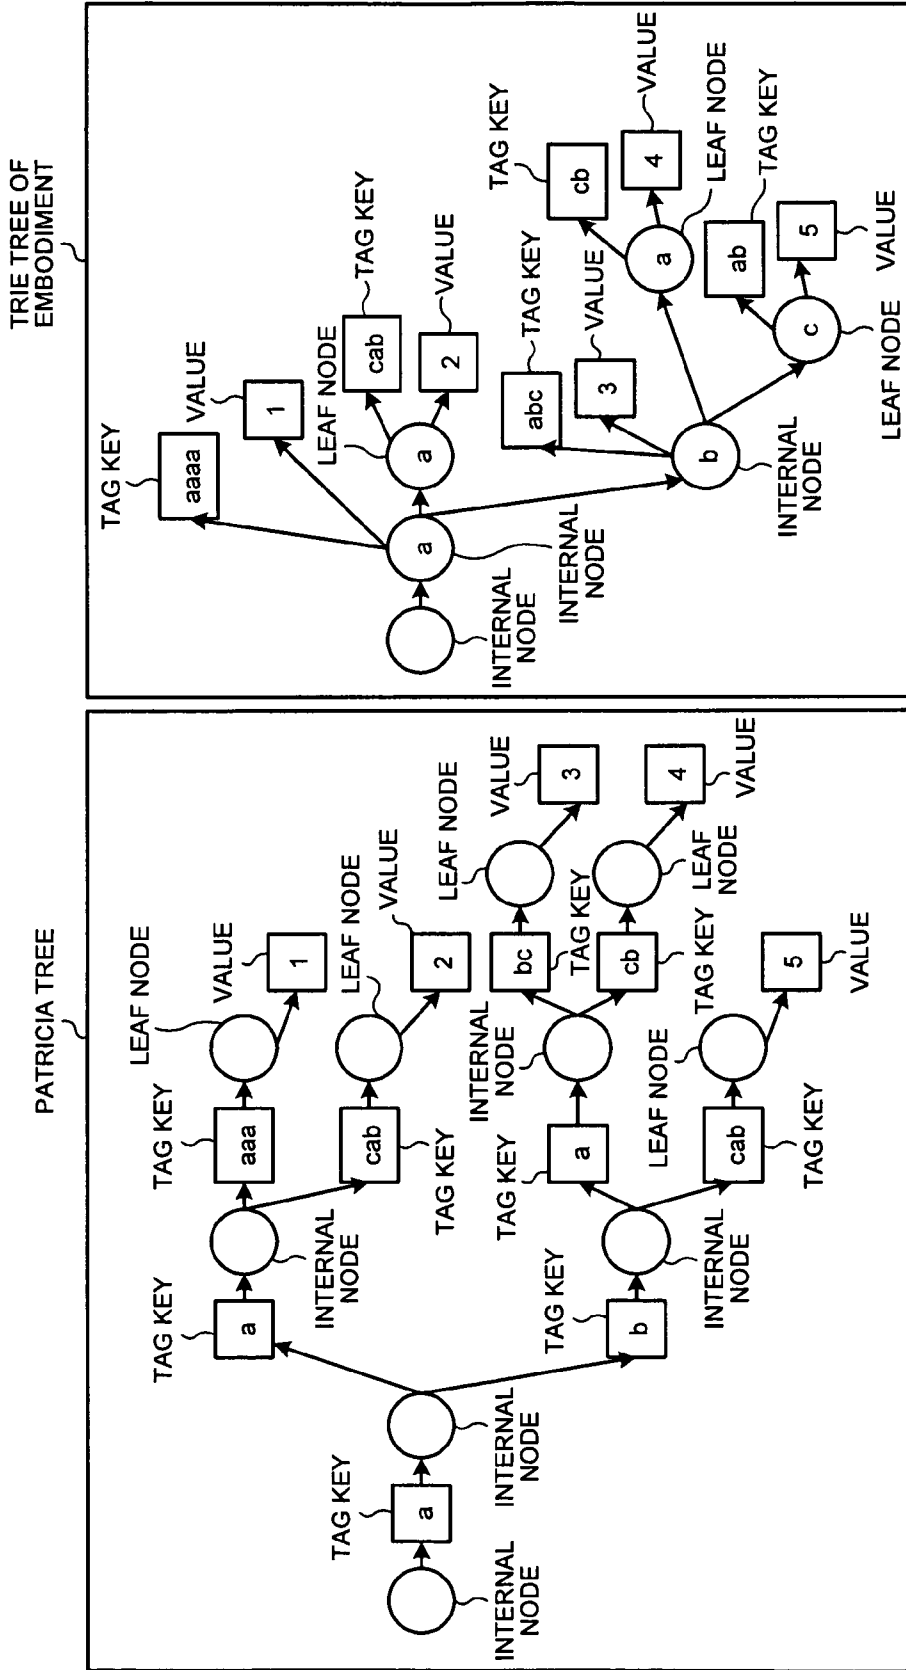 PATRICIA TREE
INTERNAL
NODE
TAG KEY
a
INTERNAL
NODE
TAG KEY
a
INTERNAL
NODE
TAG KEY
aaa
LEAF NODE
VALUE
1
cab
TAG KEY
LEAF NODE
VALUE
2
TAG KEY
b
INTERNAL
NODE
TAG KEY
a
INTERNAL
NODE
bc
TAG KEY
LEAF NODE
VALUE
3
cb
TAG KEY
LEAF
NODE
4
VALUE
cab
TAG KEY
LEAF NODE
5
VALUE
TRIE TREE OF
EMBODIMENT
INTERNAL
NODE
a
INTERNAL
NODE
TAG KEY
aaaa
VALUE
1
LEAF NODE
a
cab
TAG KEY
2
VALUE
b
INTERNAL
NODE
abc
TAG KEY
3
VALUE
a
LEAF NODE
TAG KEY
cb
4
VALUE
c
LEAF NODE
ab
TAG KEY
5
VALUE